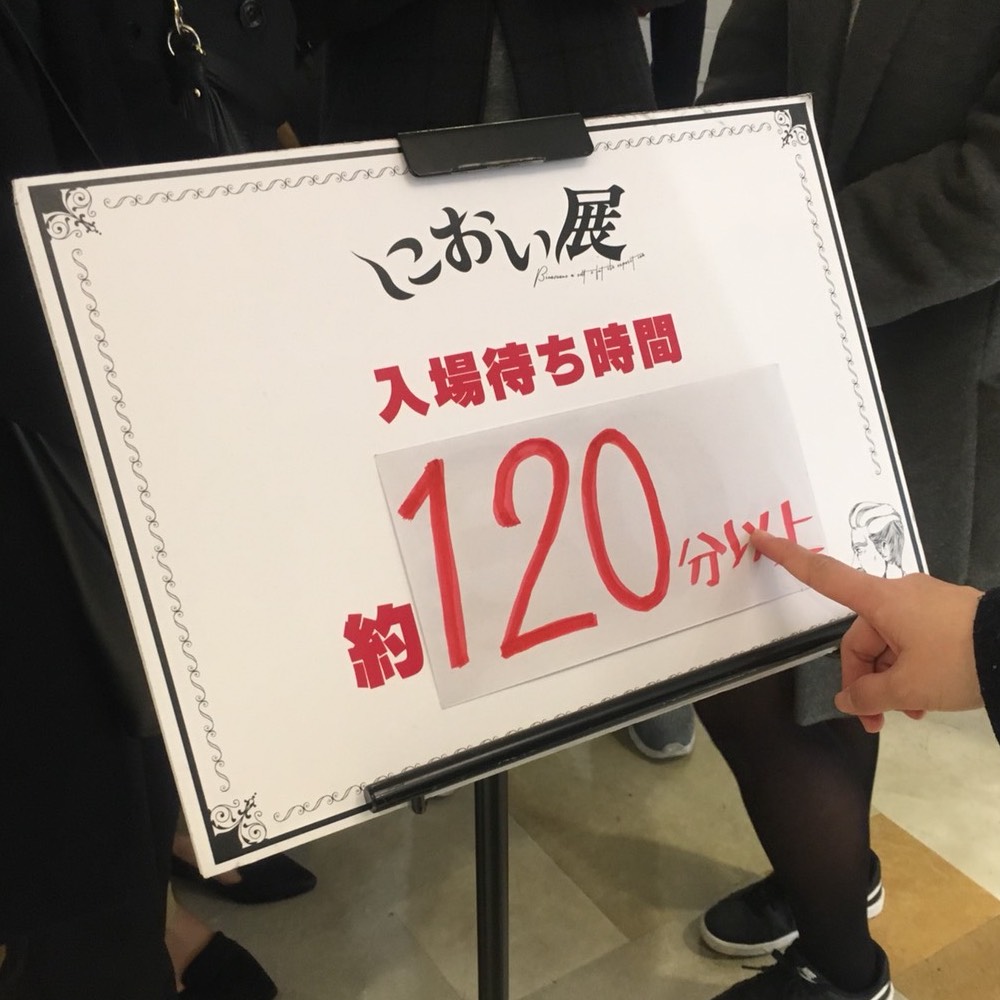 におい展
入場待ち時間
約120分以上